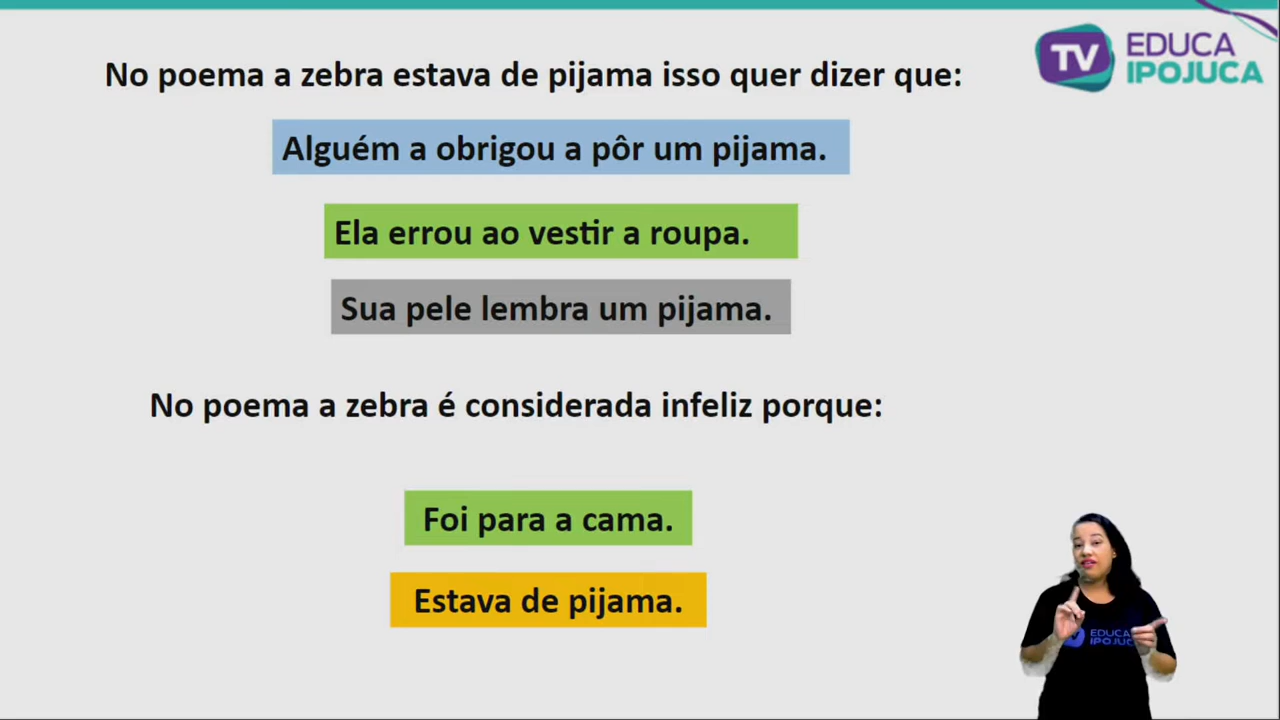 No poema a zebra estava de pijama isso quer dizer que:
TV EDUCA
IPOJUCA
Alguém a obrigou a pôr um pijama.
Ela errou ao vestir a roupa.
Sua pele lembra um pijama.
No poema a zebra é considerada infeliz porque:
Foi para a cama.
Estava de pijama.
EDUCA
IPOJUC